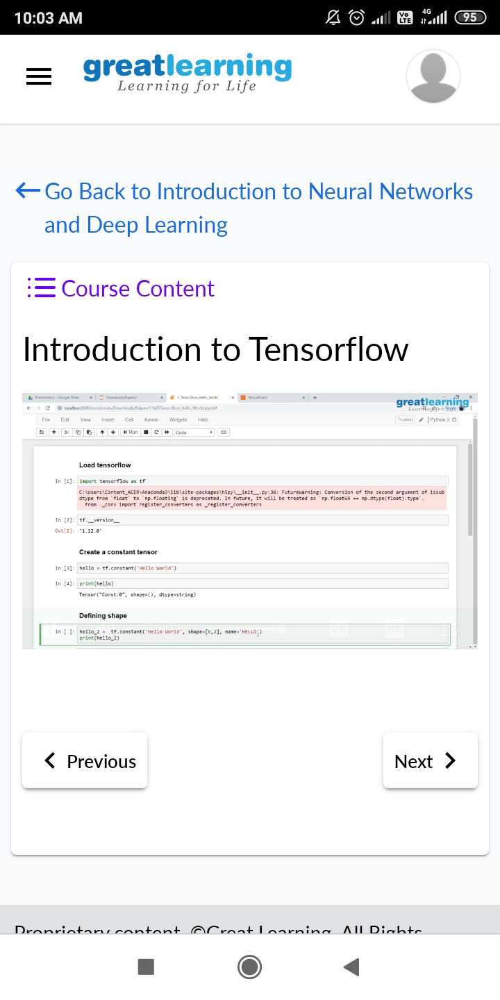 10:03 AM
Vo LTE
4G
95
greatlearning
Learning for Life
Go Back to Introduction to Neural Networks
and Deep Learning
Course Content
Introduction to Tensorflow
Presentation - Google Drive
Downloads/Rajeev/
1. Tensorflow_Hello_World
TensorBoard
localhost:8888/notebooks/Downloads/Rajeev/1.%20Tensorflow_Hello_World.ipynb#
greatlearning
Learning for Life
File Edit View Insert Cell Kernel Widgets Help
Trusted
Python 3
Run
Code
Load tensorflow
In [1]: import tensorflow as tf
C:\Users\Content_ACER\Anaconda3\lib\site-packages\h5py\__init__.py:36: FutureWarning: Conversion of the second argument of issub
dtype from `float` to `np.floating` is deprecated. In future, it will be treated as `np.float64 == np.dtype(float).type`.
from ._conv import register_converters as _register_converters
In [2]: tf.__version__
Out[2]: '1.12.0'
Create a constant tensor
In [3]: hello = tf.constant('Hello World')
In [4]: print(hello)
Tensor("Const:0", shape=(), dtype=string)
Defining shape
In [ ]: hello_2 = tf.constant('Hello World', shape=[6,2], name='HELLO')
print(hello_2)
Previous
Next
Proprietary content. ©Great Learning. All Rights